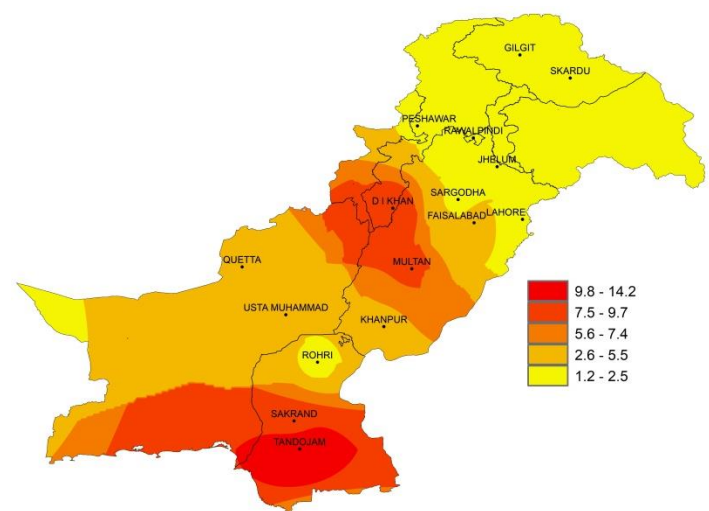 GILGIT
SKARDU
PESHAWAR
RAWALPINDI
JHBLUM
SARGODHA
D I KHAN
LAHORE
FAISALABAD
QUETTA
MULTAN
9.8 - 14.2
7.5 - 9.7
USTA MUHAMMAD
5.6 - 7.4
KHANPUR
2.6 - 5.5
ROHRI
1.2 - 2.5
SAKRAND
TANDOJAM